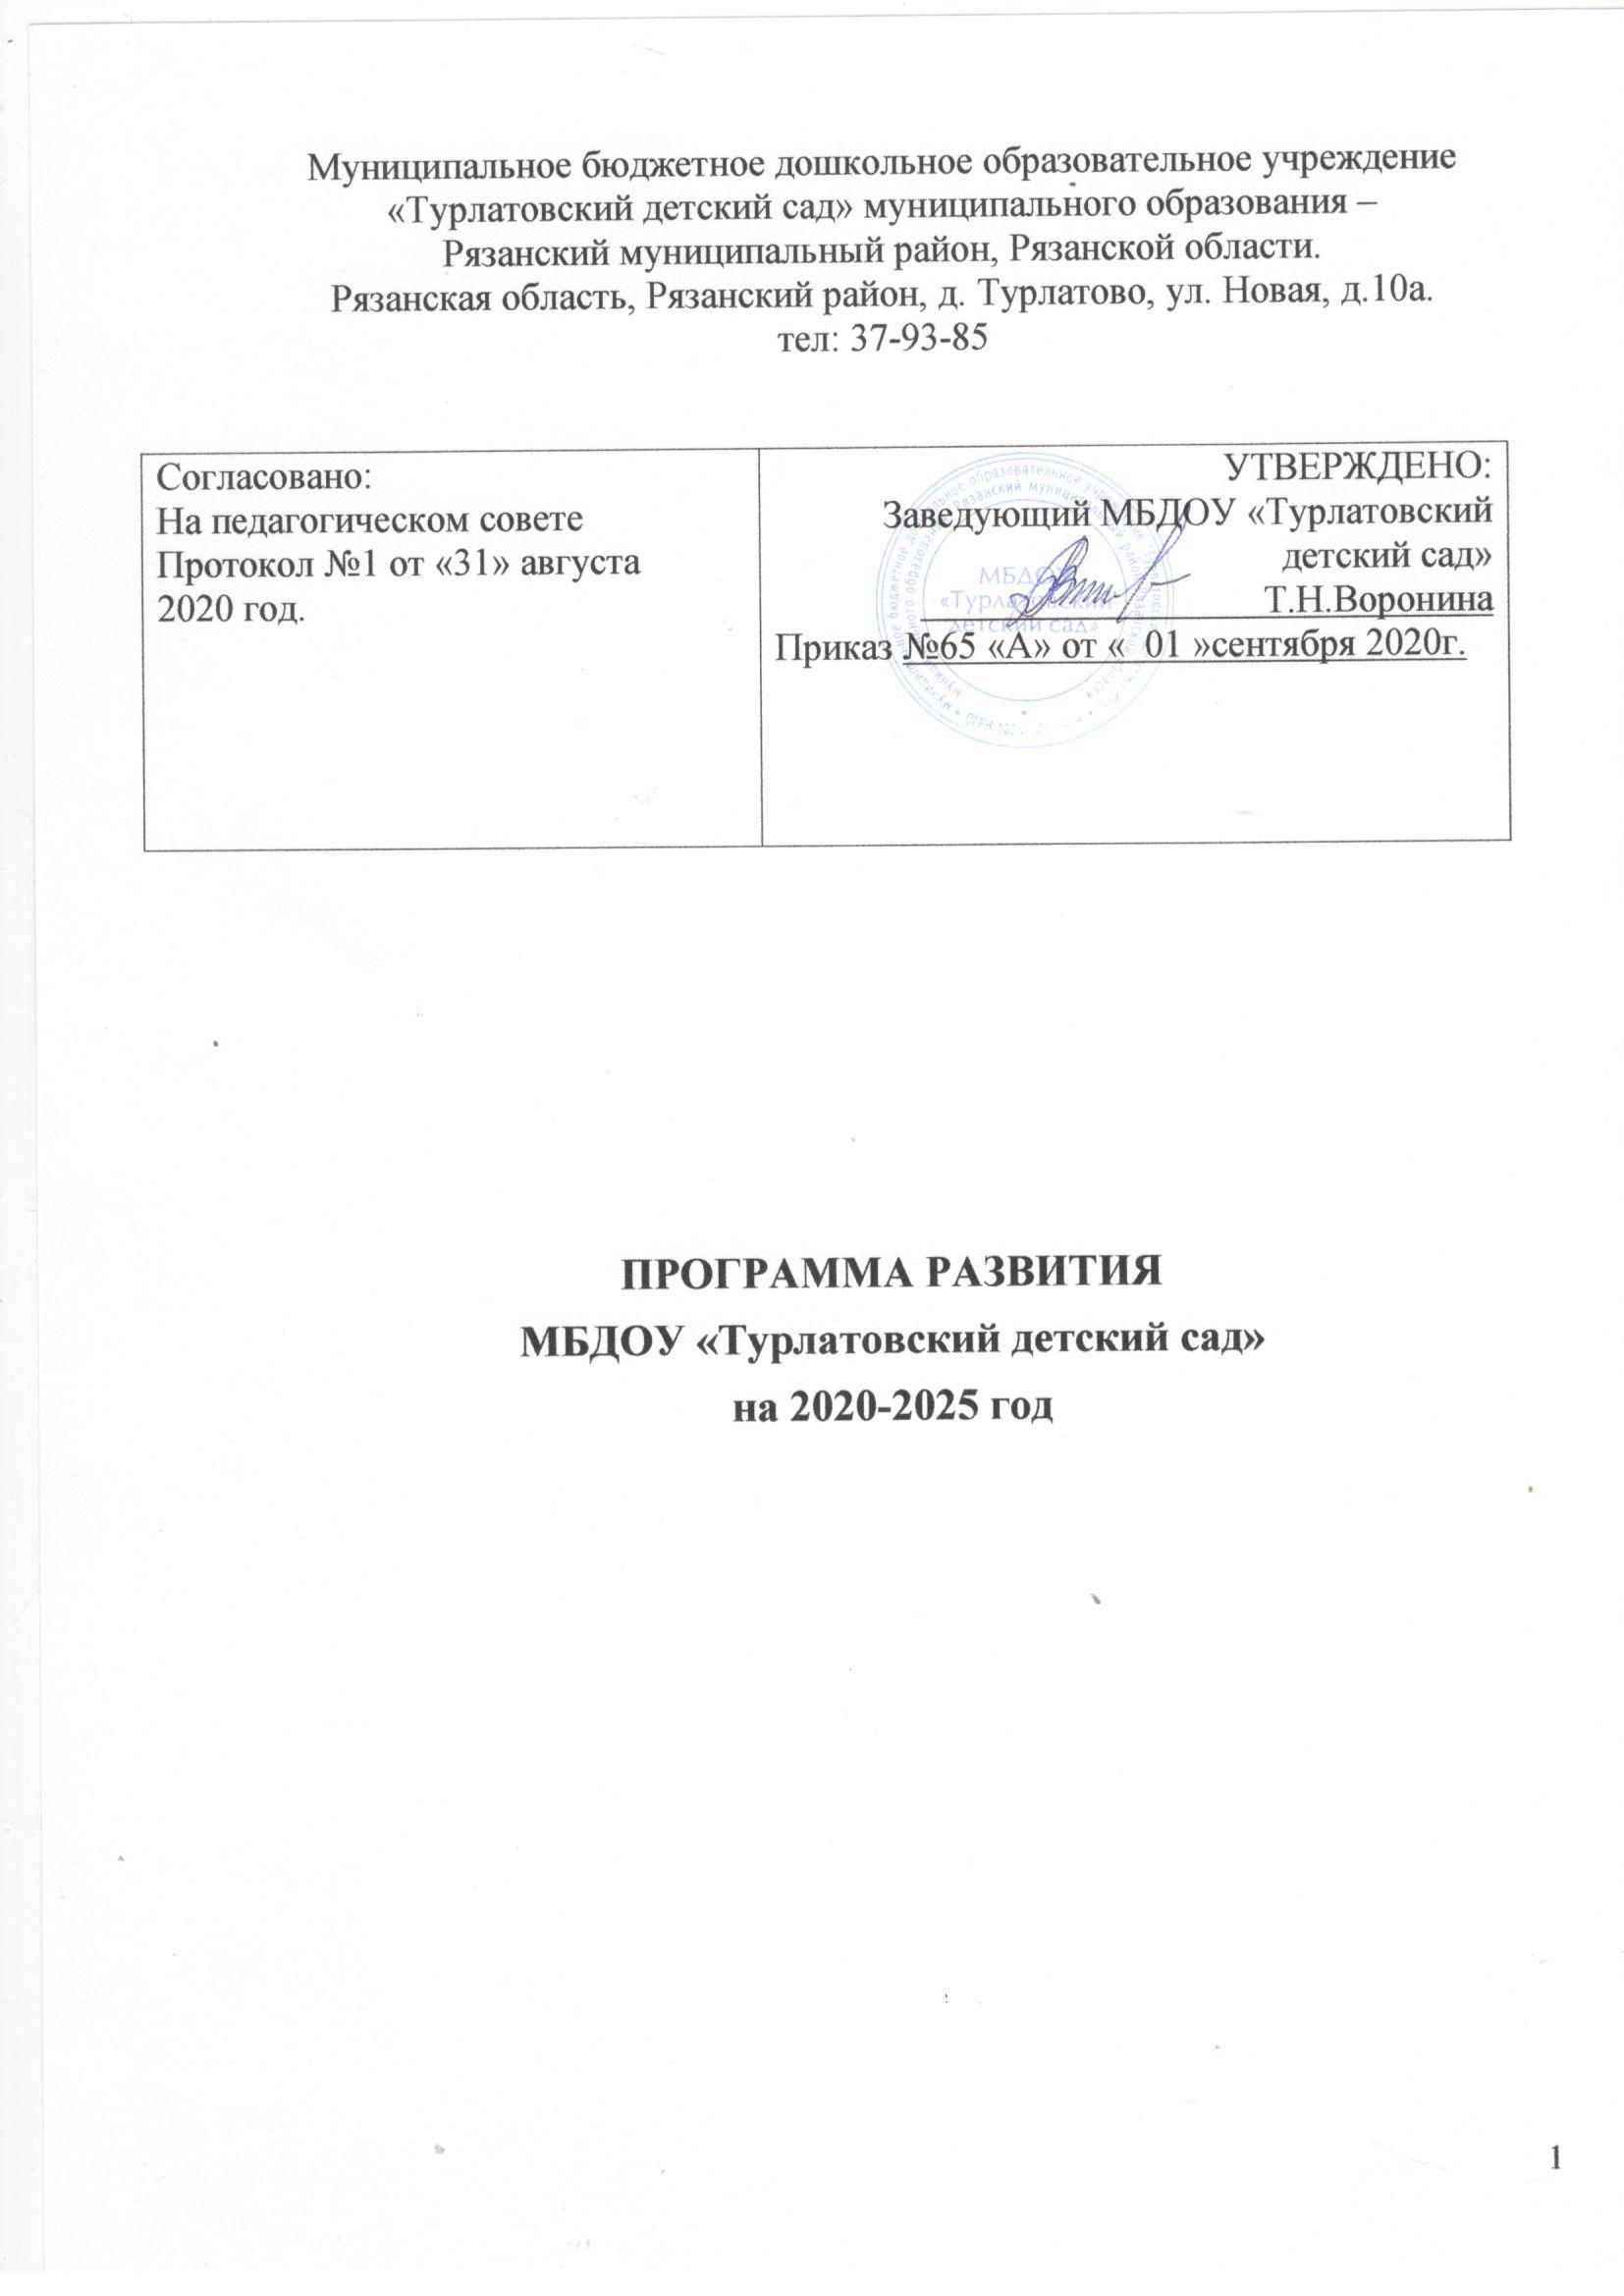 Муниципальное бюджетное дошкольное образовательное учреждение
«Турлатовский детский сад» муниципального образования –
Рязанский муниципальный район, Рязанской области.
Рязанская область, Рязанский район, д. Турлатово, ул. Новая, д.10а.
тел: 37-93-85
Согласовано:
На педагогическом совете
Протокол №1 от «31» августа
2020 год.
УТВЕРЖДЕНО:
Заведующий МБДОУ «Турлатовский
детский сад»
Т.Н.Воронина
Приказ №65 «А» от « 01 »сентября 2020г.
МБДОУ
«Турлатовский
детский сад»
ПРОГРАММА РАЗВИТИЯ
МБДОУ «Турлатовский детский сад»
на 2020-2025 год
1